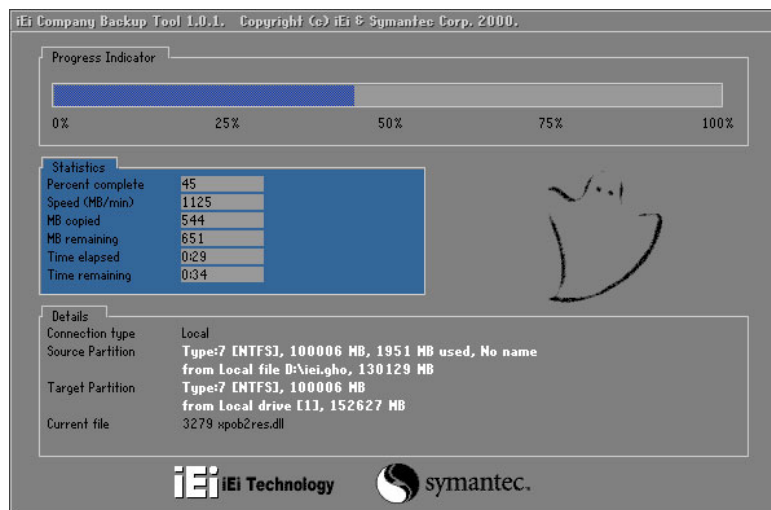 iEi Company Backup Tool 1.0.1. Copyright (c) iEi & Symantec Corp. 2000.
Progress Indicator
0% 25% 50% 75% 100%
Statistics
Percent complete 45
Speed (MB/min) 1125
MB copied 544
MB remaining 651
Time elapsed 0:29
Time remaining 0:34
Details
Connection type Local
Source Partition Type:7 [NTFS], 100006 MB, 1951 MB used, No name
from Local file D:\iei.gho, 130129 MB
Target Partition Type:7 [NTFS], 100006 MB
from Local drive [1], 152627 MB
Current file 3279 xpob2res.dll
iEi iEi Technology symantec.